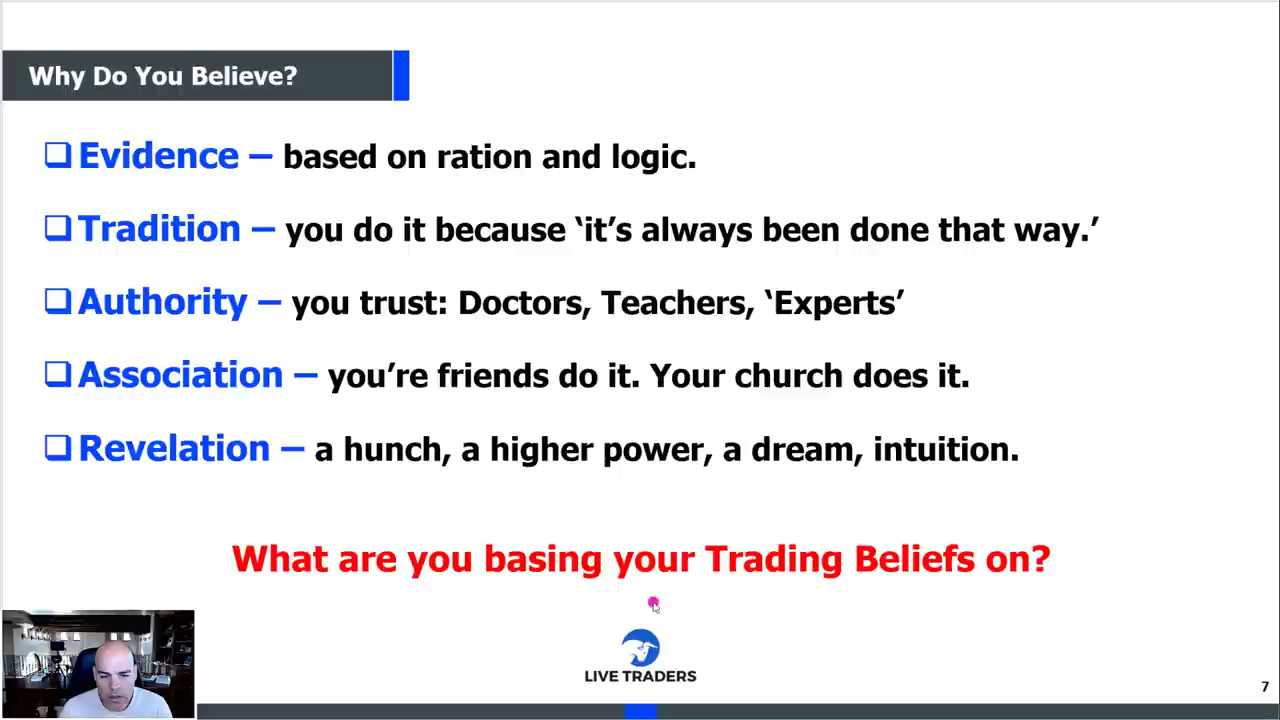 Why Do You Believe?
Evidence – based on ration and logic.
Tradition – you do it because ‘it’s always been done that way.’
Authority – you trust: Doctors, Teachers, ‘Experts’
Association – you’re friends do it. Your church does it.
Revelation – a hunch, a higher power, a dream, intuition.
What are you basing your Trading Beliefs on?
LIVE TRADERS
7